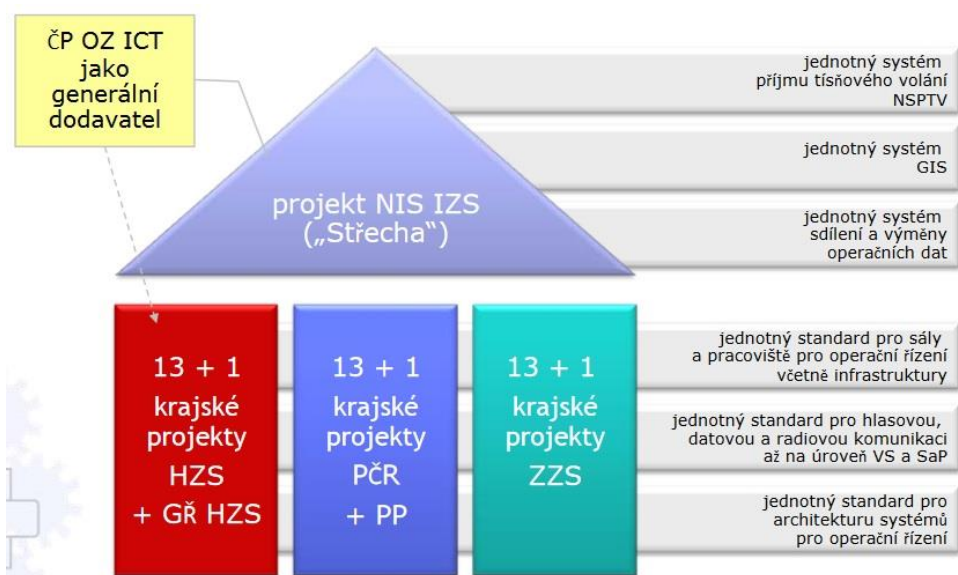 ČP OZ ICT
jako
generální
dodavatel
projekt NIS IZS
(„Střecha“)
jednotný systém
příjmu tísňového volání
NSPTV
jednotný systém
GIS
jednotný systém
sdílení a výměny
operačních dat
13 + 1
krajské
projekty
HZS
+ GŘ HZS
13 + 1
krajské
projekty
PČR
+ PP
13 + 1
krajské
projekty
ZZS
jednotný standard pro sály
a pracoviště pro operační řízení
včetně infrastruktury
jednotný standard pro hlasovou,
datovou a radiovou komunikaci
až na úroveň VS a SaP
jednotný standard pro
architekturu systémů
pro operační řízení